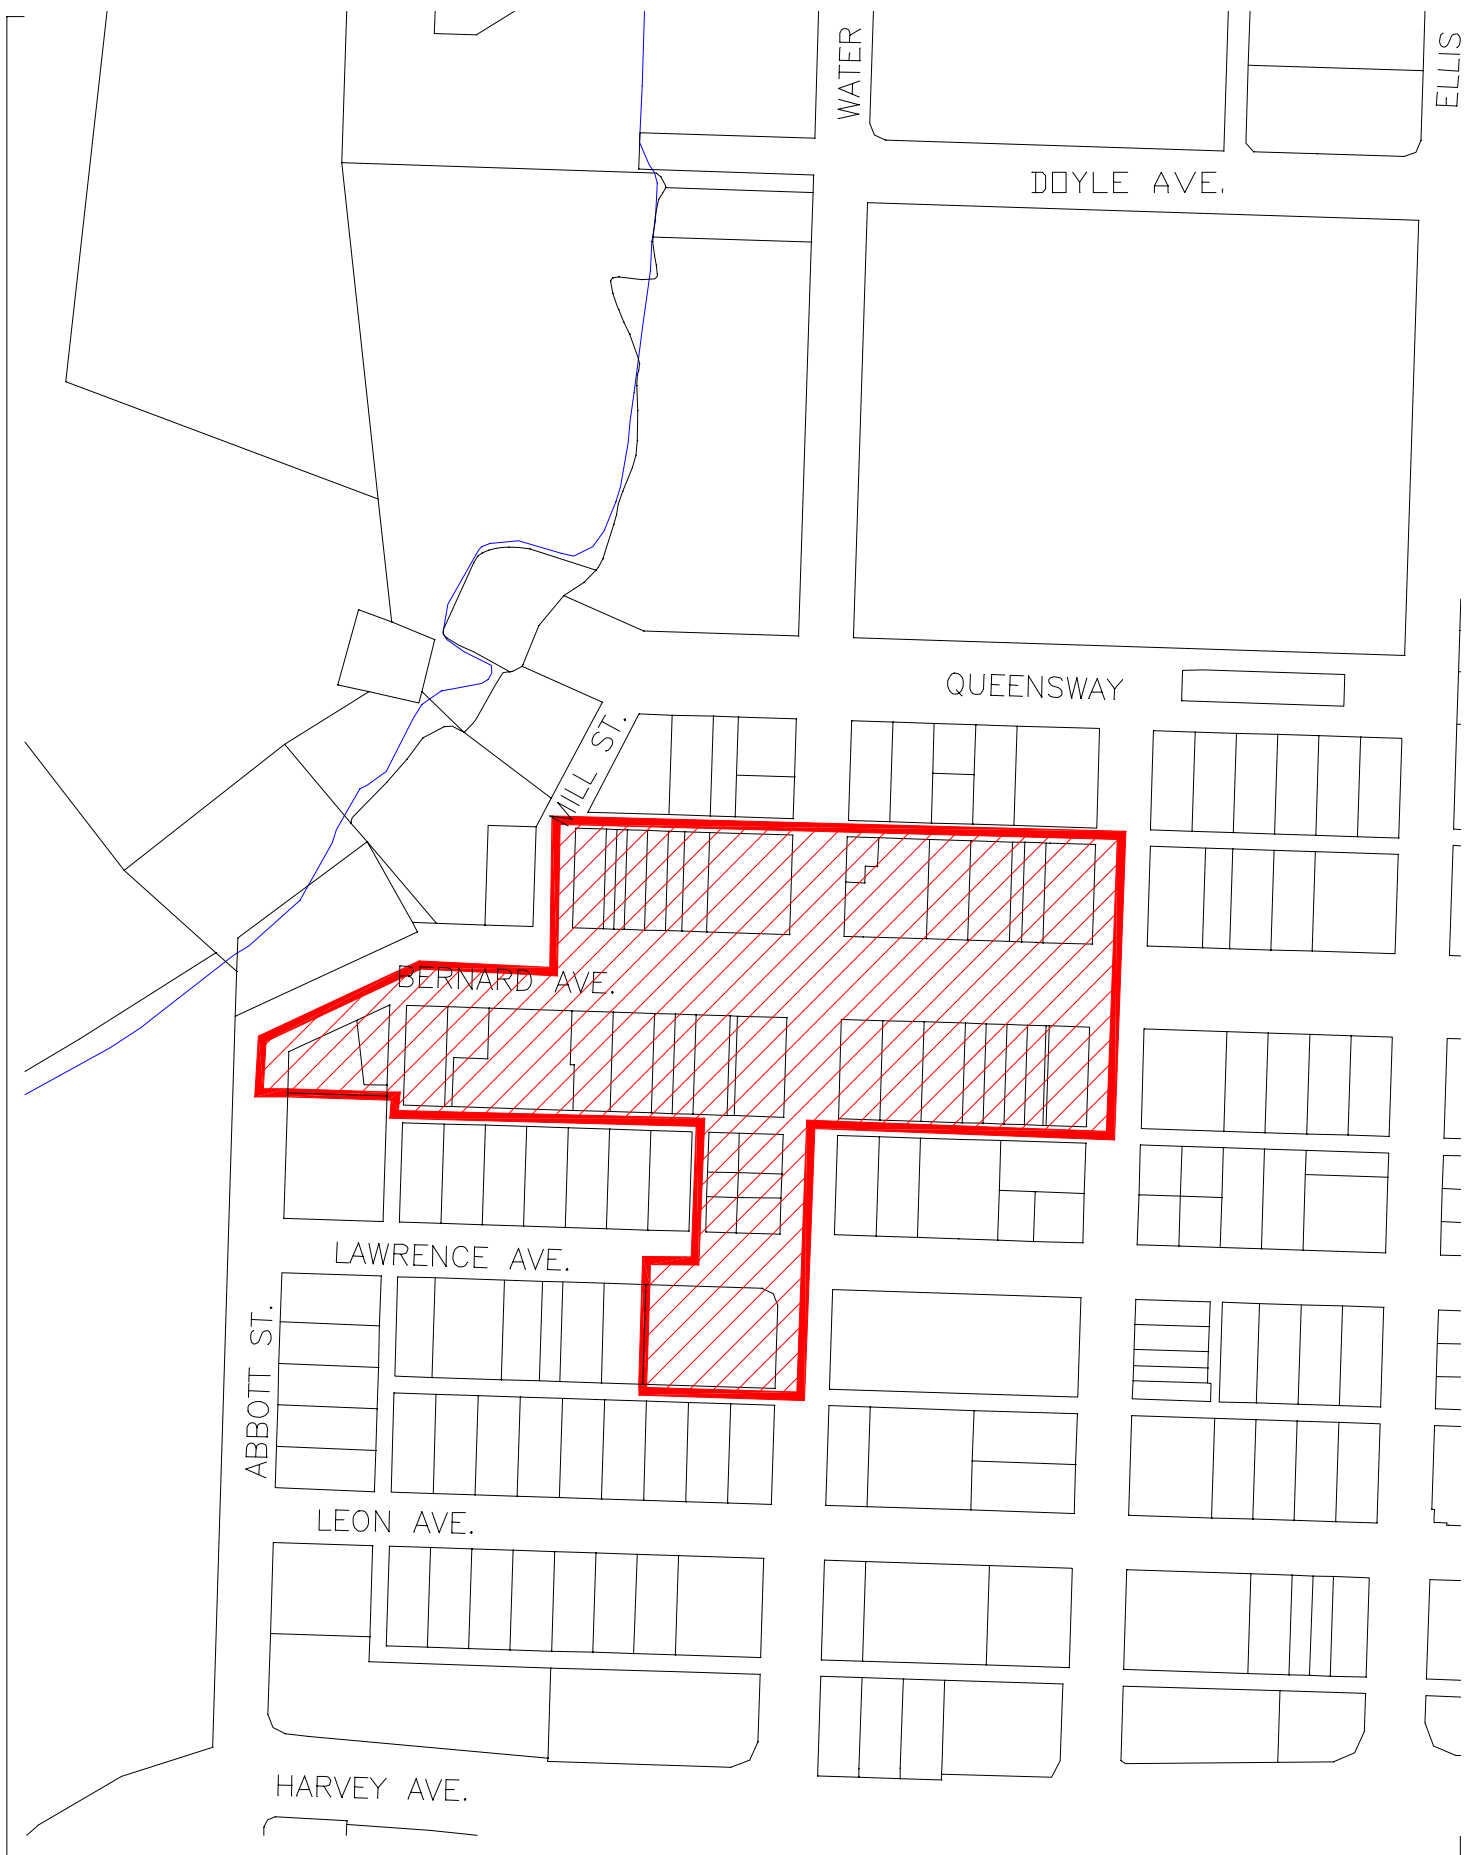 WATER
ELLIS
DOYLE AVE.
QUEENSWAY
MILL ST.
BERNARD AVE.
LAWRENCE AVE.
ABBOTT ST.
LEON AVE.
HARVEY AVE.